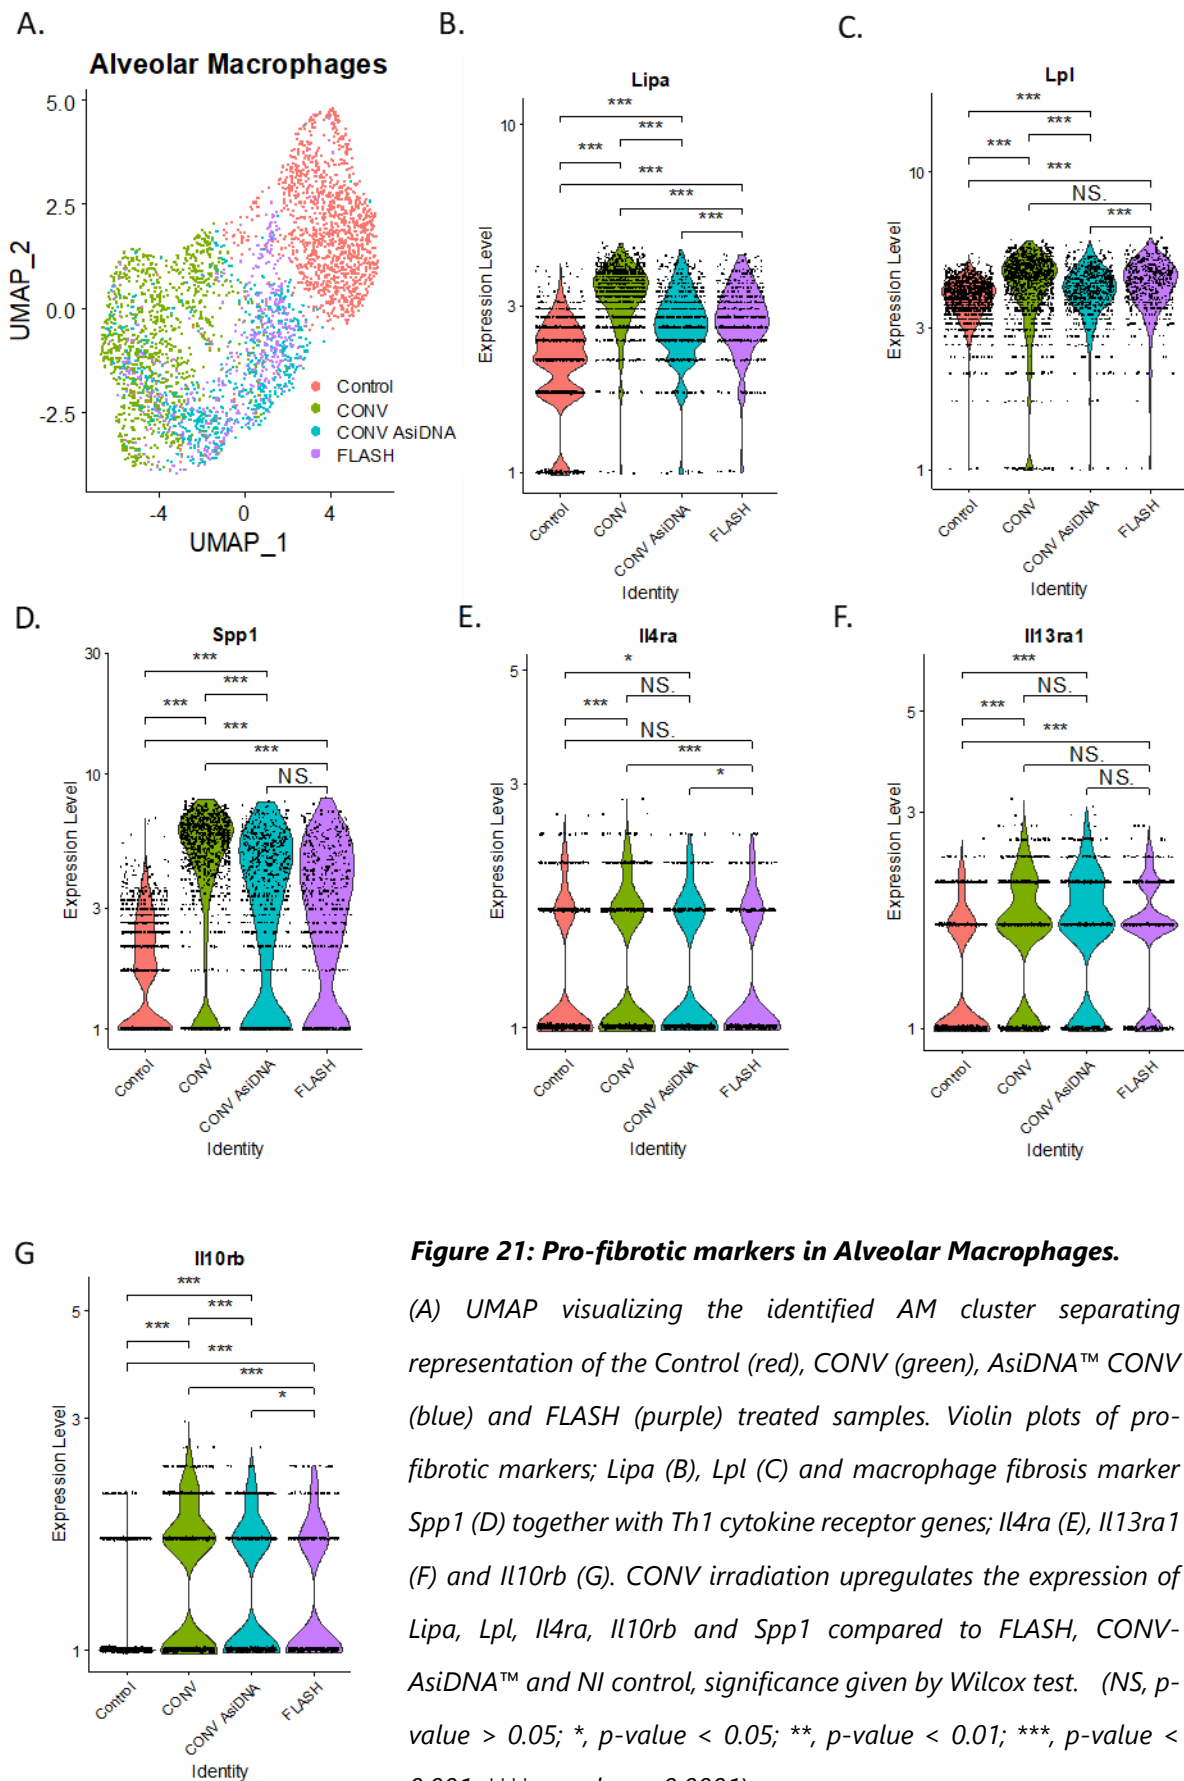 A.
Alveolar Macrophages
5.0
2.5
0.0
-2.5
UMAP_2
-4
0
4
UMAP_1
Control
CONV
CONV AsiDNA
FLASH
B.
Lipa
***
***
***
***
***
***
10
3
1
Expression Level
Control
CONV
CONV AsiDNA
FLASH
Identity
C.
Lpl
***
***
***
***
NS.
***
10
3
1
Expression Level
Control
CONV
CONV AsiDNA
FLASH
Identity
D.
Spp1
***
***
***
***
***
NS.
30
10
3
1
Expression Level
Control
CONV
CONV AsiDNA
FLASH
Identity
E.
Il4ra
*
NS.
***
NS.
***
*
5
3
1
Expression Level
Control
CONV
CONV AsiDNA
FLASH
Identity
F.
Il13ra1
***
NS.
***
***
NS.
NS.
5
3
1
Expression Level
Control
CONV
CONV AsiDNA
FLASH
Identity
G
Il10rb
***
***
***
***
***
*
5
3
1
Expression Level
Control
CONV
CONV AsiDNA
FLASH
Identity
Figure 21: Pro-fibrotic markers in Alveolar Macrophages.
(A) UMAP visualizing the identified AM cluster separating
representation of the Control (red), CONV (green), AsiDNA™ CONV
(blue) and FLASH (purple) treated samples. Violin plots of pro-
fibrotic markers; Lipa (B), Lpl (C) and macrophage fibrosis marker
Spp1 (D) together with Th1 cytokine receptor genes; Il4ra (E), Il13ra1
(F) and Il10rb (G). CONV irradiation upregulates the expression of
Lipa, Lpl, Il4ra, Il10rb and Spp1 compared to FLASH, CONV-
AsiDNA™ and NI control, significance given by Wilcox test. (NS, p-
value > 0.05; *, p-value < 0.05; **, p-value < 0.01; ***, p-value <